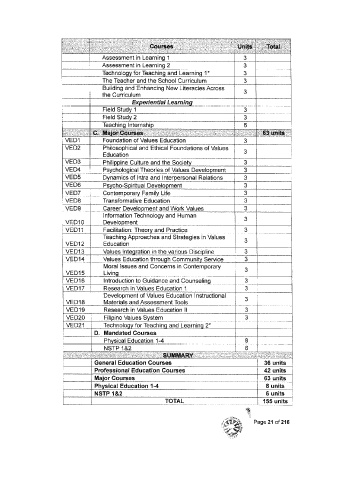 Courses Units Total
Assessment in Learning 1 3
Assessment in Learning 2 3
Technology for Teaching and Learning 1* 3
The Teacher and the School Curriculum 3
Building and Enhancing New Literacies Across
the Curriculum 3
Experiential Learning
Field Study 1 3
Field Study 2 3
Teaching Internship 6
C. Major Courses 63 units
VED1 Foundation of Values Education 3
VED2 Philosophical and Ethical Foundations of Values
Education 3
VED3 Philippine Culture and the Society 3
VED4 Psychological Theories of Values Development 3
VED5 Dynamics of Intra and Interpersonal Relations 3
VED6 Psycho-Spiritual Development 3
VED7 Contemporary Family Life 3
VED8 Transformative Education 3
VED9 Career Development and Work Values 3
Information Technology and Human
VED10 Development 3
VED11 Facilitation: Theory and Practice 3
Teaching Approaches and Strategies in Values
VED12 Education 3
VED13 Values Integration in the various Discipline 3
VED14 Values Education through Community Service 3
Moral Issues and Concerns in Contemporary
VED15 Living 3
VED16 Introduction to Guidance and Counseling 3
VED17 Research in Values Education 1 3
Development of Values Education Instructional
VED18 Materials and Assessment Tools 3
VED19 Research in Values Education II 3
VED20 Filipino Values System 3
VED21 Technology for Teaching and Learning 2*
D. Mandated Courses
Physical Education 1-4 8
NSTP 1&2 6
SUMMARY
General Education Courses 36 units
Professional Education Courses 42 units
Major Courses 63 units
Physical Education 1-4 8 units
NSTP 1&2 6 units
TOTAL 155 units
Page 21 of 216